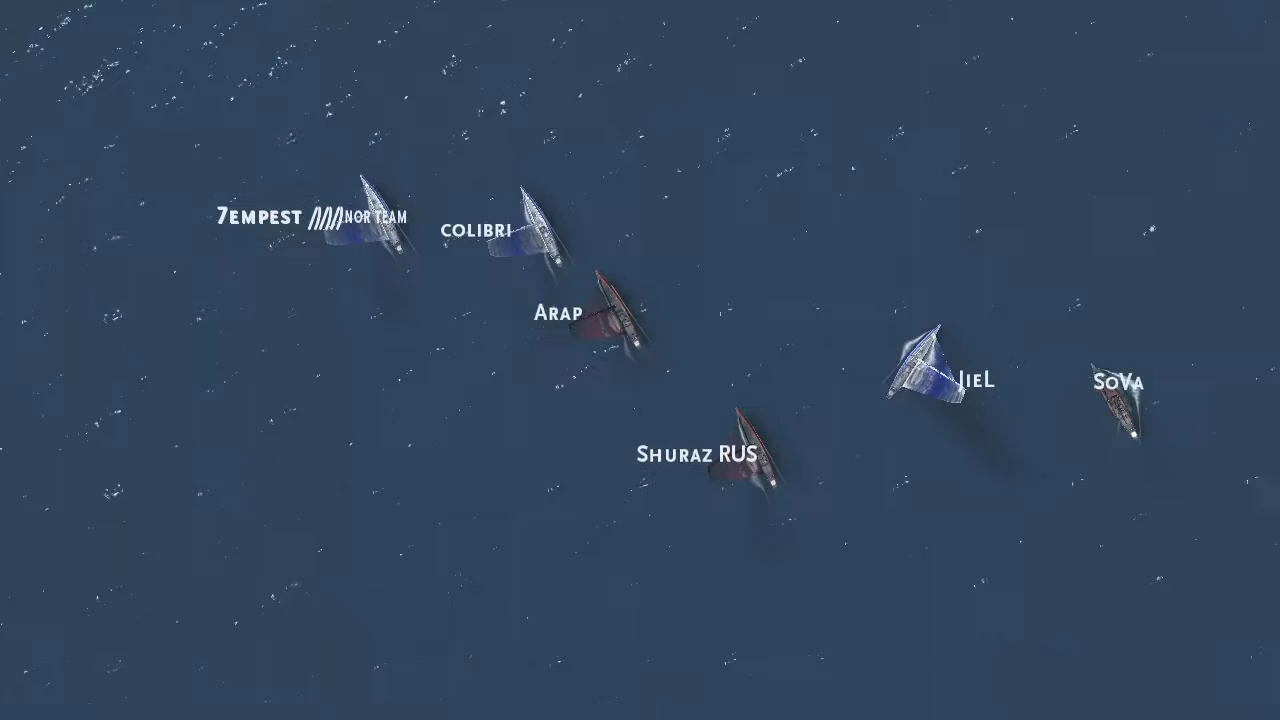 7EMPEST NOR TEAM
COLIBRI
ARAP
JIEL
SOVA
SHURAZ RUS